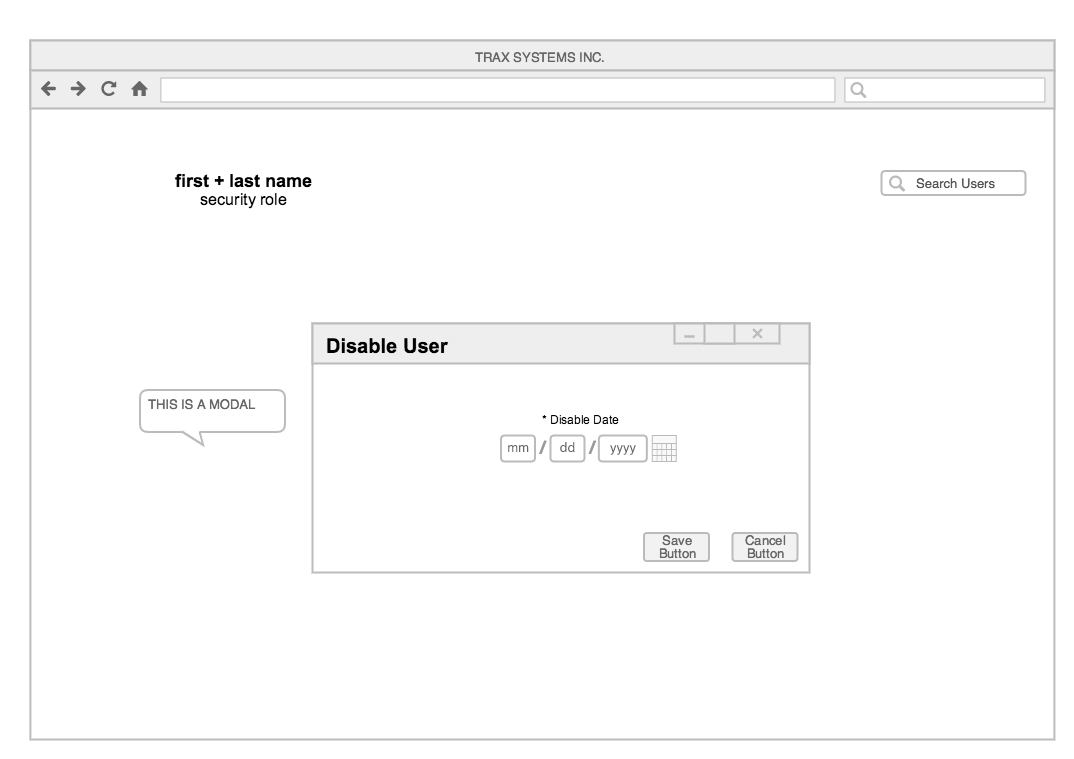 TRAX SYSTEMS INC.
first + last name
security role
Search Users
Disable User
THIS IS A MODAL
* Disable Date
mm / dd / yyyy
Save
Button
Cancel
Button